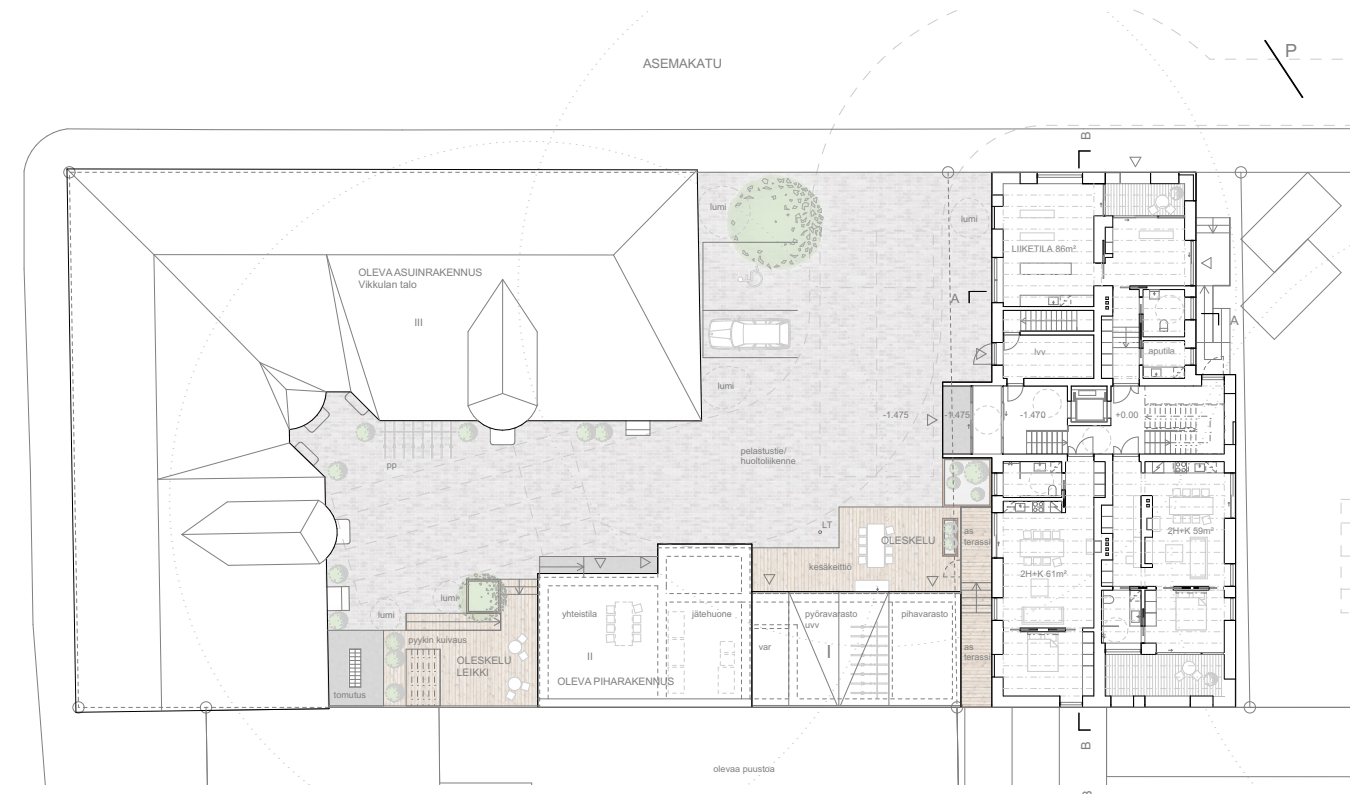 ASEMAKATU
P
B
lumi
lumi
LIIKETILA 86m²
OLEVA ASUINRAKENNUS
Vikkulan talo
III
A
A
lvv
aputila
lumi
-1.475
-1.475
-1.470
+0.00
pp
pelastustie/
huoltoliikenne
LT
OLESKELU
as
terassi
2H+K 59m²
kesäkeittiö
2H+K 61m²
lumi
lumi
yhteistila
jätehuone
pyörävarasto
uvv
pihavarasto
pyykin kuivaus
var
I
II
OLESKELU
LEIKKI
as
terassi
tomutus
OLEVA PIHARAKENNUS
B
olevaa puustoa
B